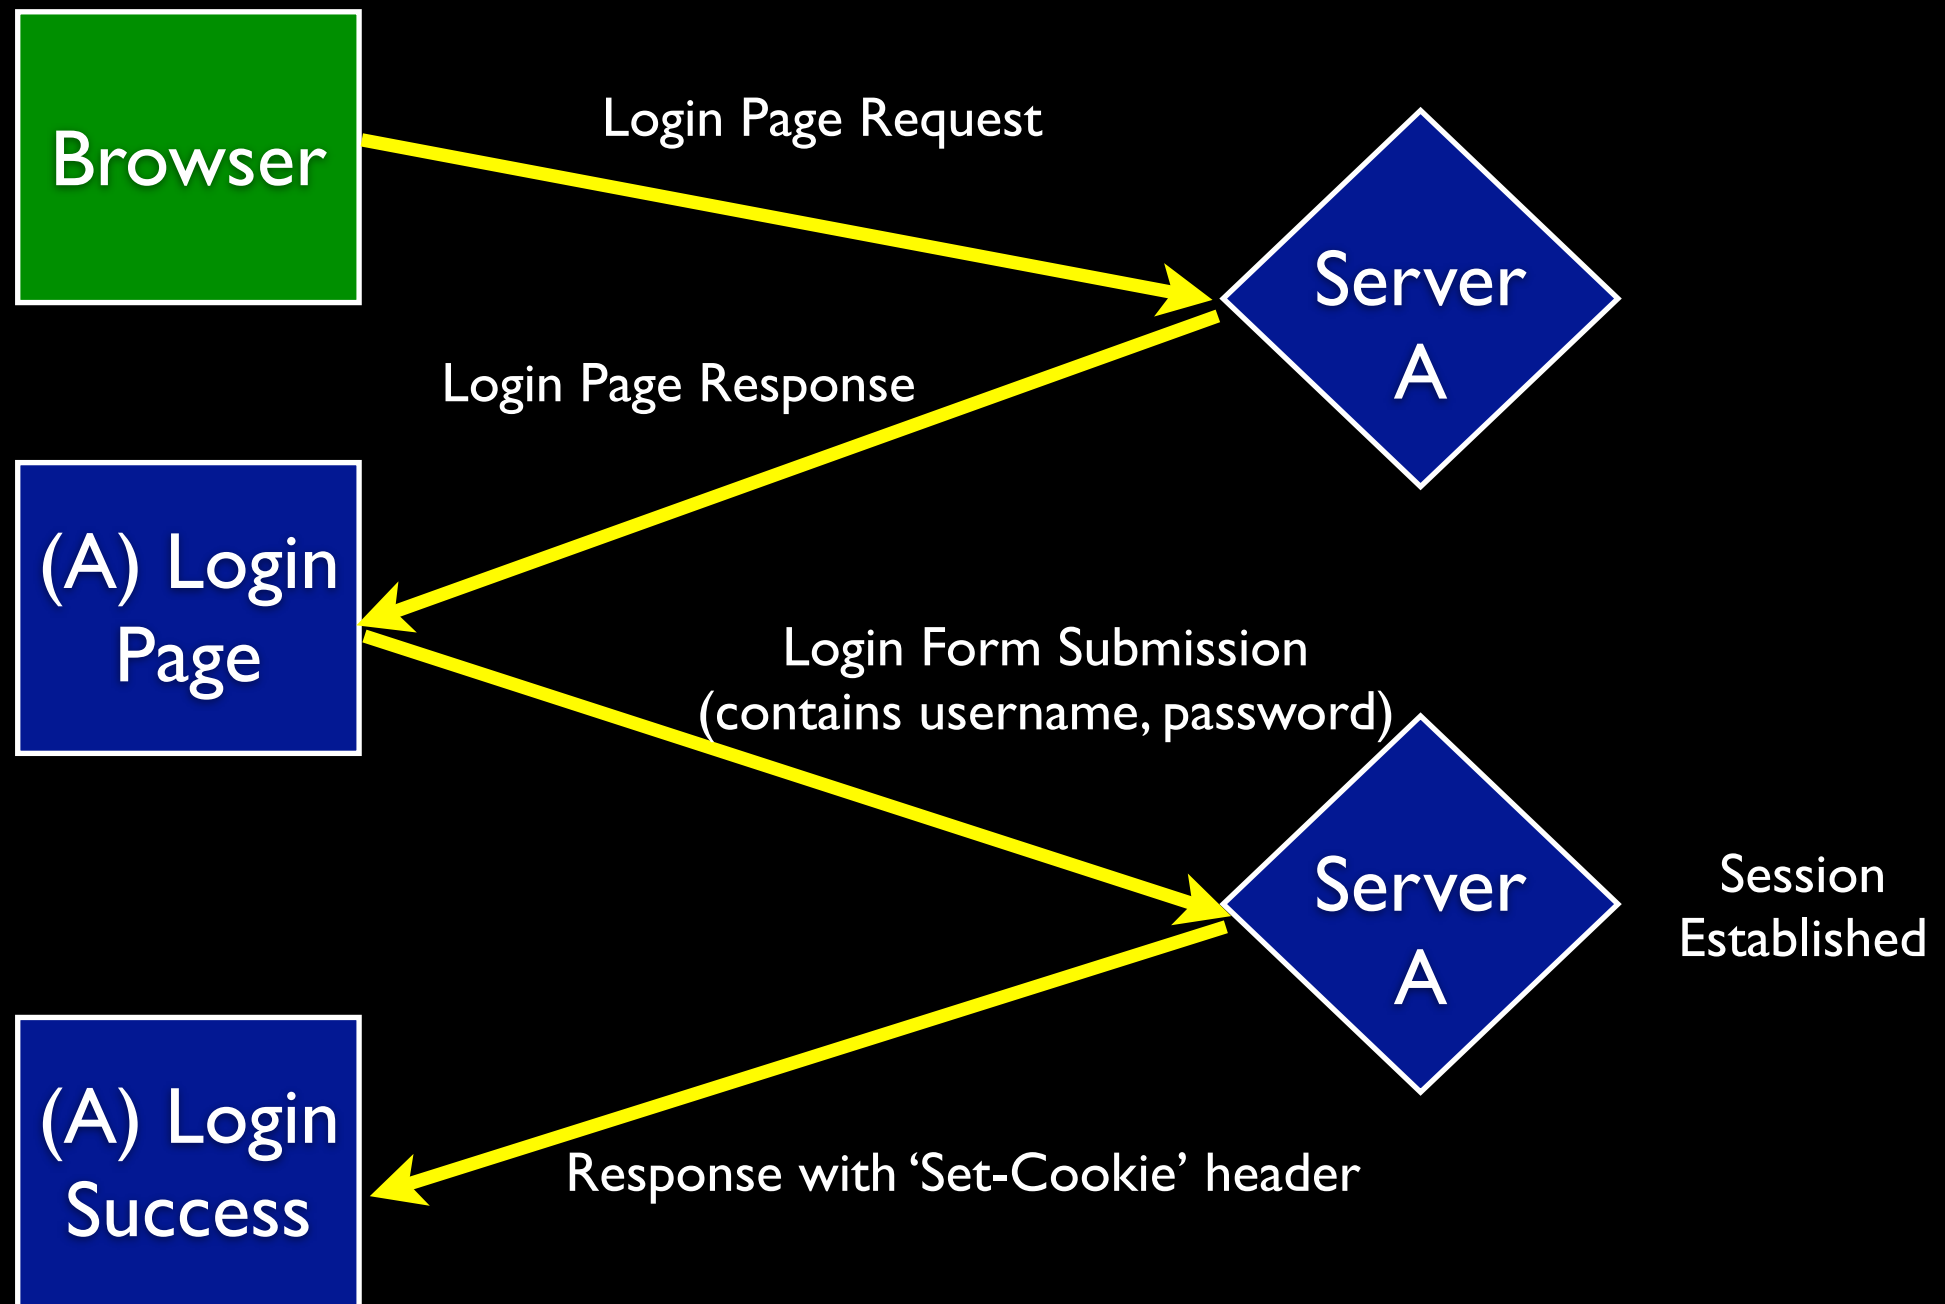 Browser
Login Page Request
Server
A
Login Page Response
(A) Login
Page
Login Form Submission
(contains username, password)
Server
A
Session
Established
(A) Login
Success
Response with ‘Set-Cookie’ header